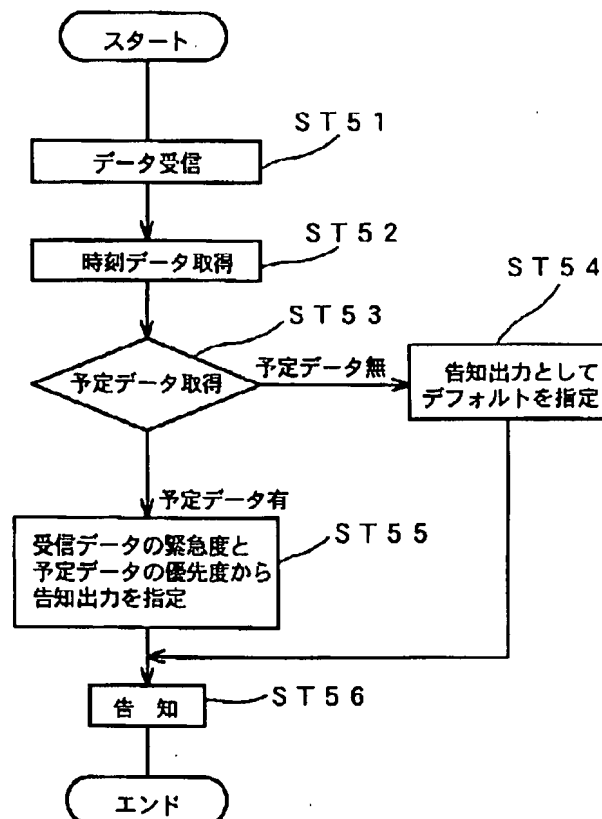 スタート
ST51
データ受信
ST52
時刻データ取得
ST53
予定データ取得
予定データ無
ST54
告知出力として
デフォルトを指定
予定データ有
ST55
受信データの緊急度と
予定データの優先度から
告知出力を指定
ST56
告 知
エンド